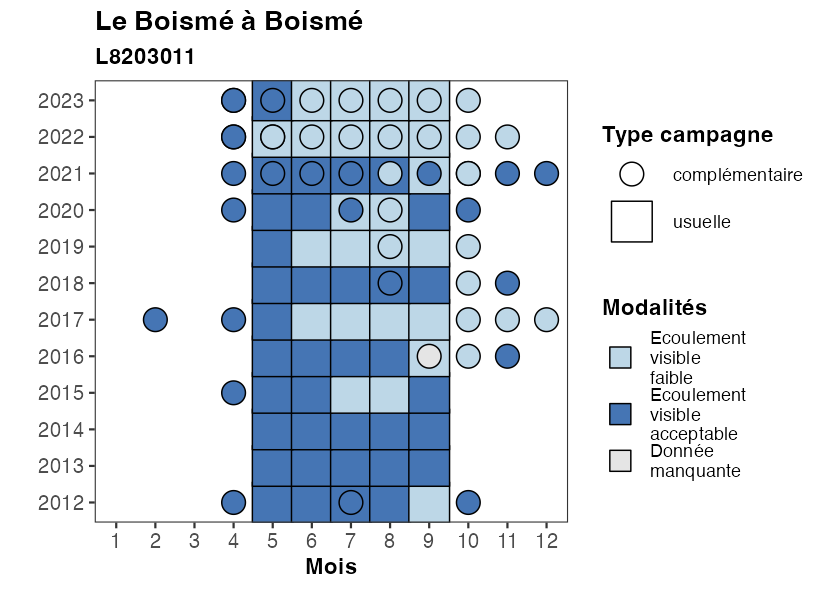 Le Boismé à Boismé
L8203011
2023
2022
2021
2020
2019
2018
2017
2016
2015
2014
2013
2012
1 2 3 4 5 6 7 8 9 10 11 12
Mois
Type campagne
complémentaire
usuelle
Modalités
Ecoulement
visible
faible
Ecoulement
visible
acceptable
Donnée
manquante